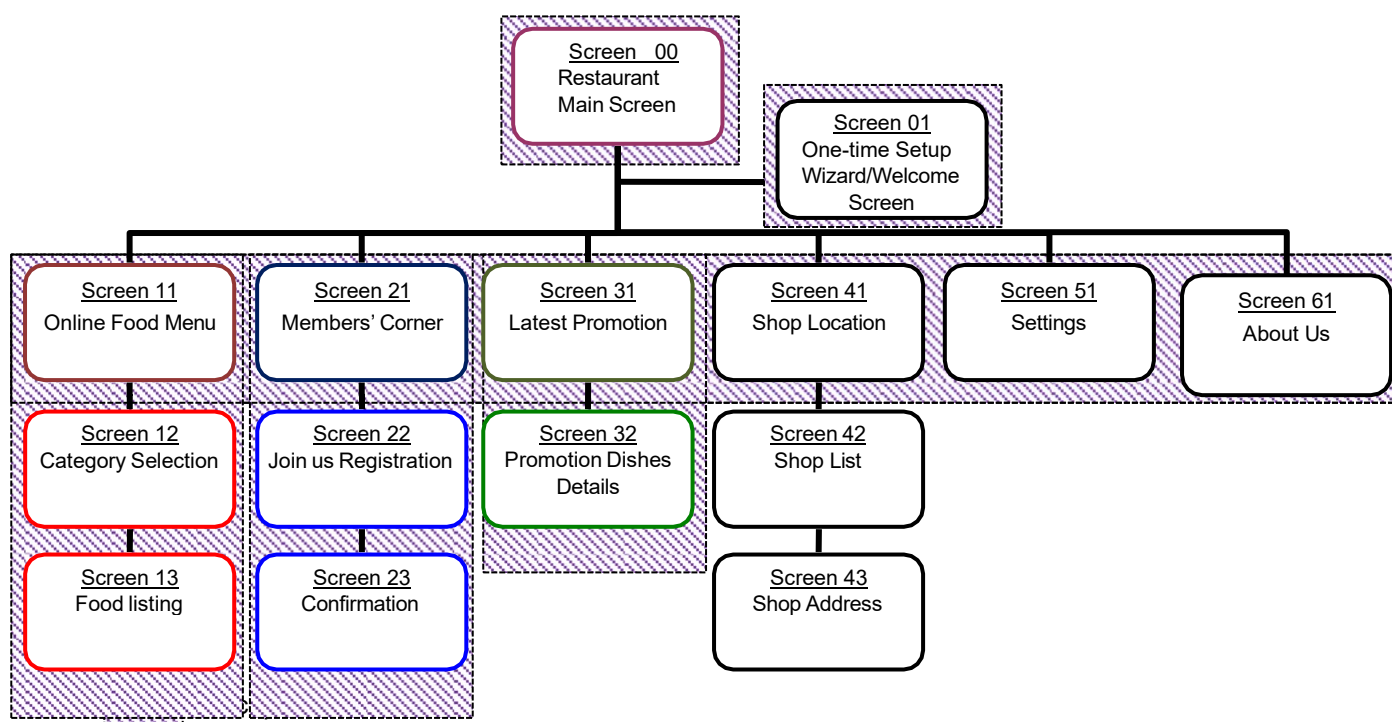 Screen 00
Restaurant
Main Screen
Screen 01
One-time Setup
Wizard/Welcome
Screen
Screen 11
Online Food Menu
Screen 21
Members’ Corner
Screen 31
Latest Promotion
Screen 41
Shop Location
Screen 51
Settings
Screen 61
About Us
Screen 12
Category Selection
Screen 22
Join us Registration
Screen 32
Promotion Dishes
Details
Screen 42
Shop List
Screen 13
Food listing
Screen 23
Confirmation
Screen 43
Shop Address